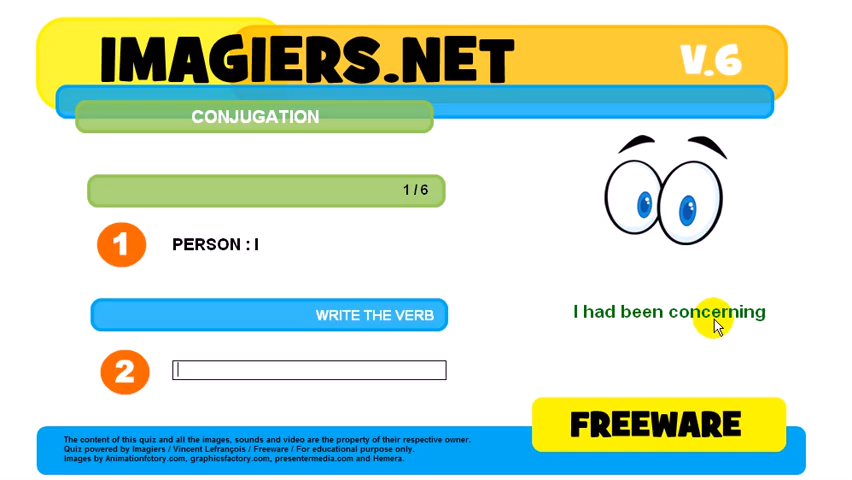 IMAGIERS.NET
V.6
CONJUGATION
1 / 6
1
PERSON : I
I had been concerning
WRITE THE VERB
2
FREEWARE
The content of this quiz and all the images, sounds and video are the property of their respective owner.
Quiz powered by Imagiers / Vincent Lefrançois / Freeware / For educational purpose only.
Images by Animationfctory.com, graphicsfactory.com, presentermedia.com and Hemera.